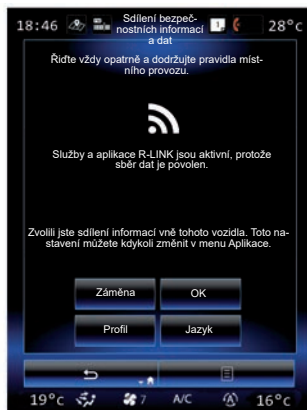 18:46 Sdílení bezpeč- 1 28°c
nostních informací
a dat
Řiďte vždy opatrně a dodržujte pravidla míst-
ního provozu.
Služby a aplikace R-LINK jsou aktivní, protože
sběr dat je povolen.
Zvolili jste sdílení informací vně tohoto vozidla. Toto na-
stavení můžete kdykoli změnit v menu Aplikace.
Záměna OK
Profil Jazyk
19°c 7 A/C 16°c